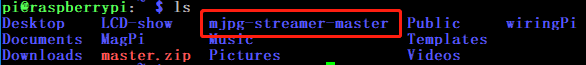 pi@raspberrypi: ~ $ ls
Desktop LCD-show mjpg-streamer-master Public wiringPi
Documents MagPi Music Templates
Downloads master.zip Pictures Videos